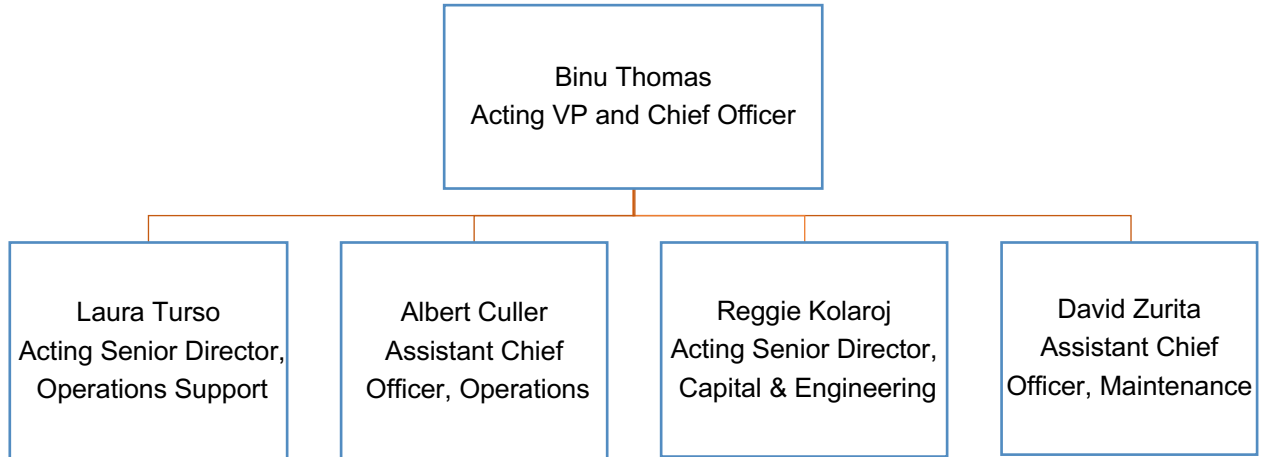 Binu Thomas
Acting VP and Chief Officer
Laura Turso
Acting Senior Director,
Operations Support
Albert Culler
Assistant Chief
Officer, Operations
Reggie Kolaroj
Acting Senior Director,
Capital & Engineering
David Zurita
Assistant Chief
Officer, Maintenance